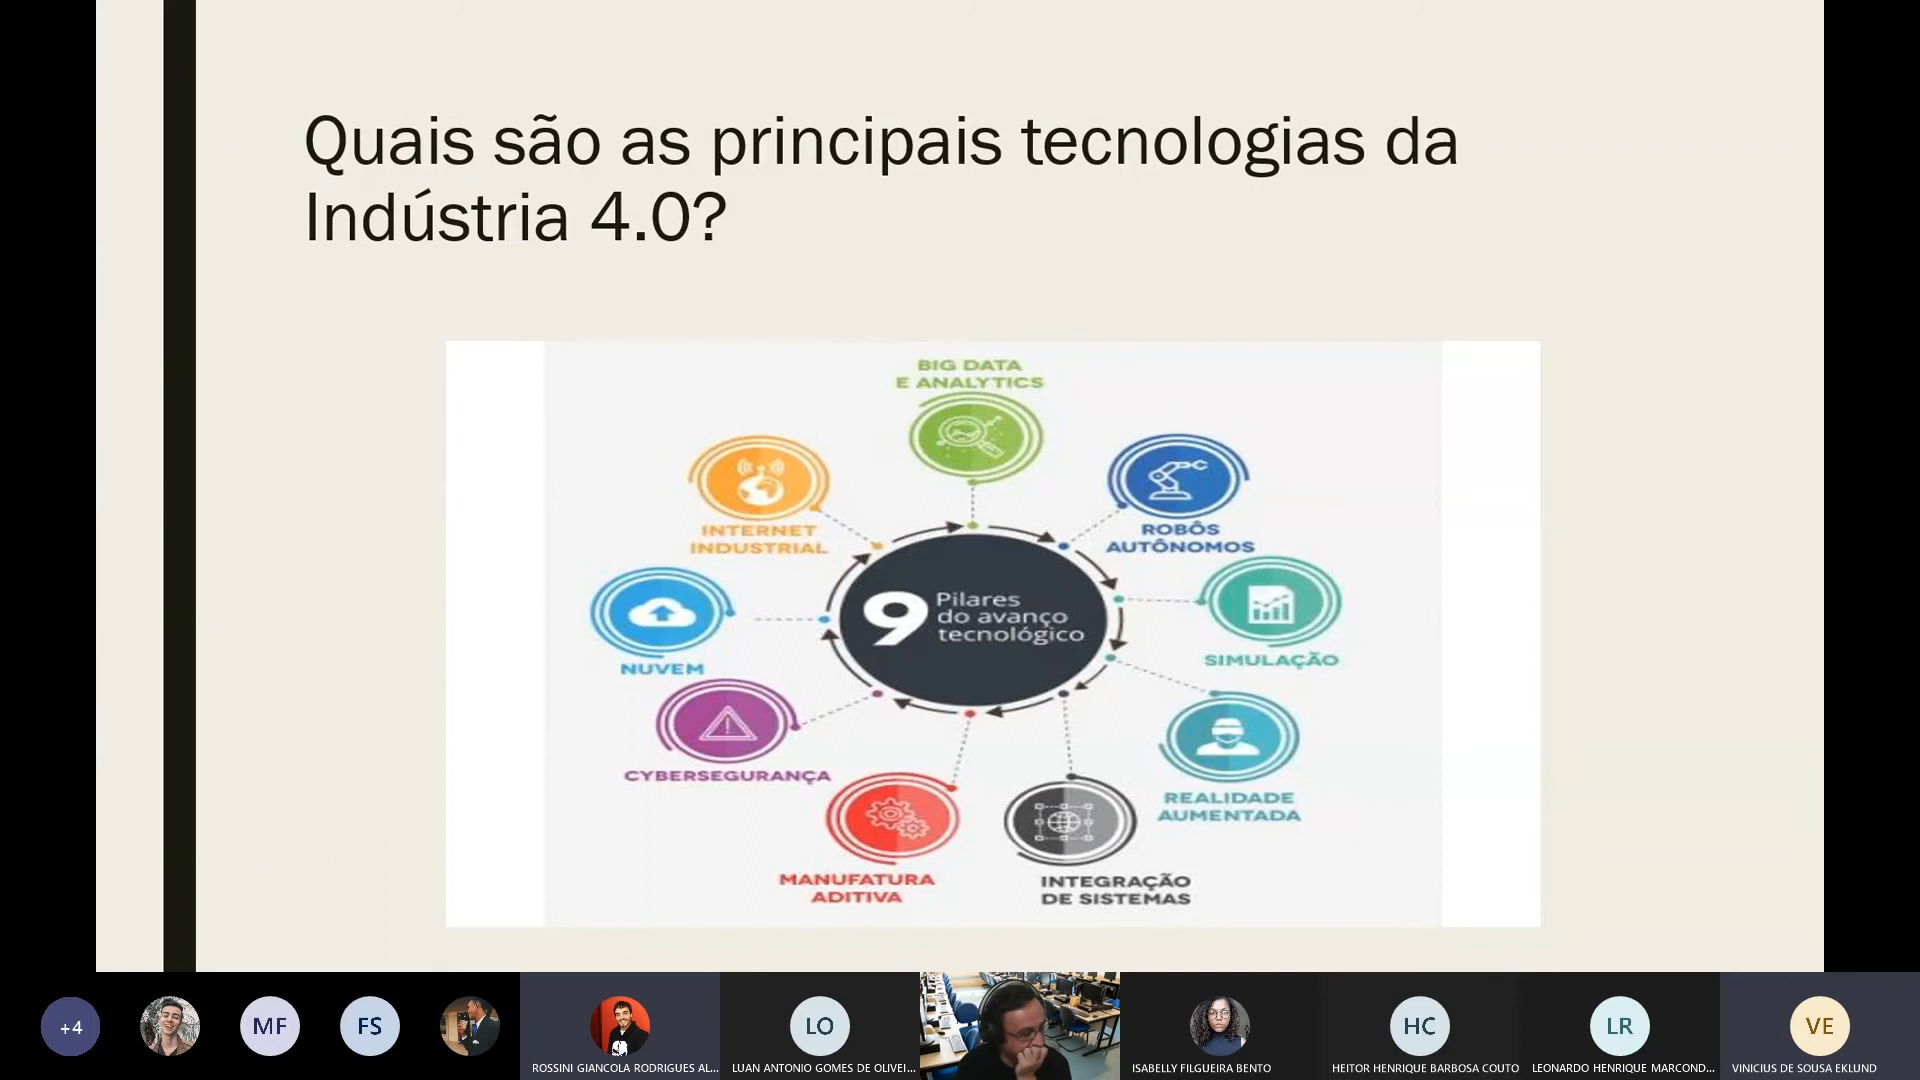 Quais são as principais tecnologias da
Indústria 4.0?
BIG DATA
E ANALYTICS
INTERNET
INDUSTRIAL
ROBÔS
AUTÔNOMOS
9 Pilares
do avanço
tecnológico
NUVEM
SIMULAÇÃO
CYBERSEGURANÇA
REALIDADE
AUMENTADA
MANUFATURA
ADITIVA
INTEGRAÇÃO
DE SISTEMAS
+4
MF
FS
LO
HC
LR
VE
ROSSINI GIANCOLA RODRIGUES AL...
LUAN ANTONIO GOMES DE OLIVEI...
ISABELLY FILGUEIRA BENTO
HEITOR HENRIQUE BARBOSA COUTO
LEONARDO HENRIQUE MARCOND...
VINICIUS DE SOUSA EKLUND